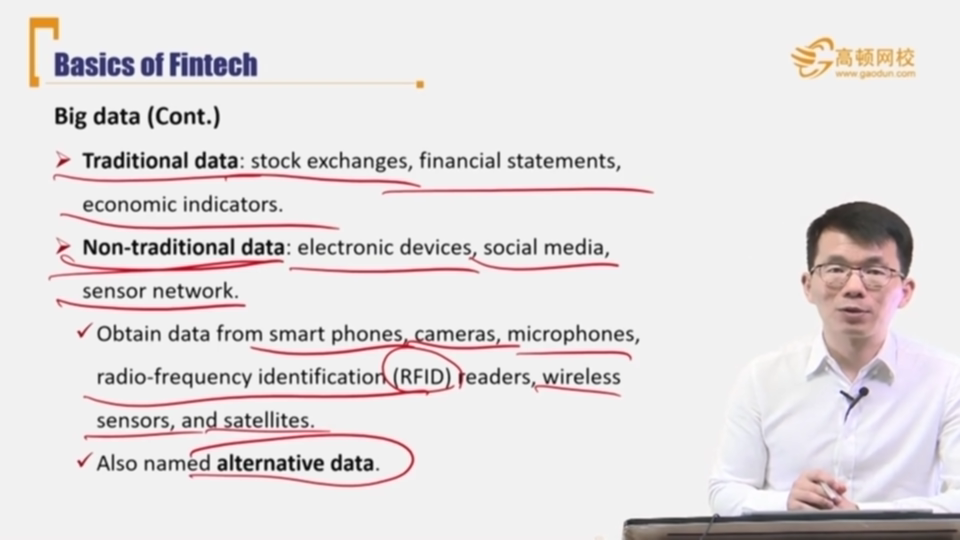 Basics of Fintech
高顿网校
www.gaodun.com
Big data (Cont.)
Traditional data: stock exchanges, financial statements,
economic indicators.
Non-traditional data: electronic devices, social media,
sensor network.
Obtain data from smart phones, cameras, microphones,
radio-frequency identification (RFID) readers, wireless
sensors, and satellites.
Also named alternative data.